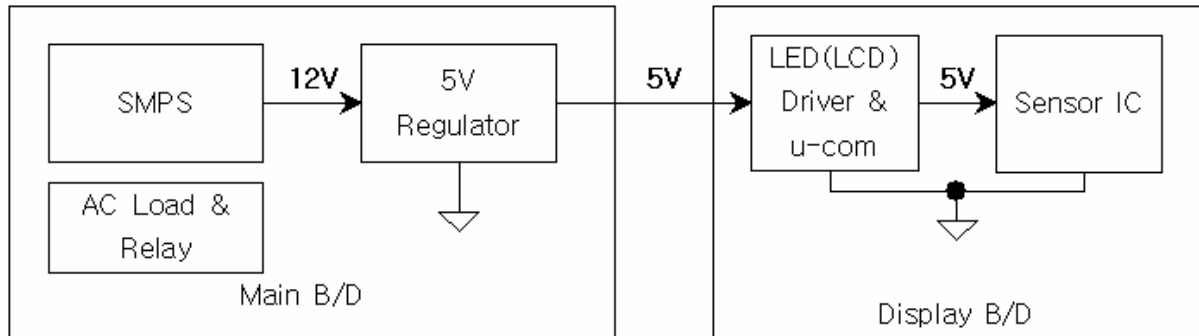 SMPS
12V
5V
Regulator
AC Load &
Relay
Main B/D
5V
LED(LCD)
Driver &
u-com
5V
Sensor IC
Display B/D